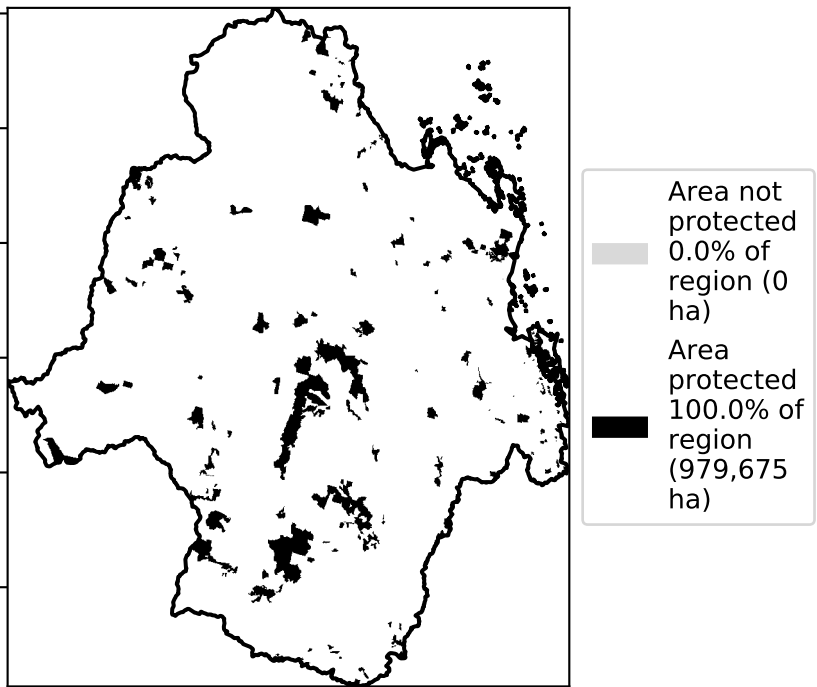 Area not
protected
0.0% of
region (0
ha)
Area
protected
100.0% of
region
(979,675
ha)